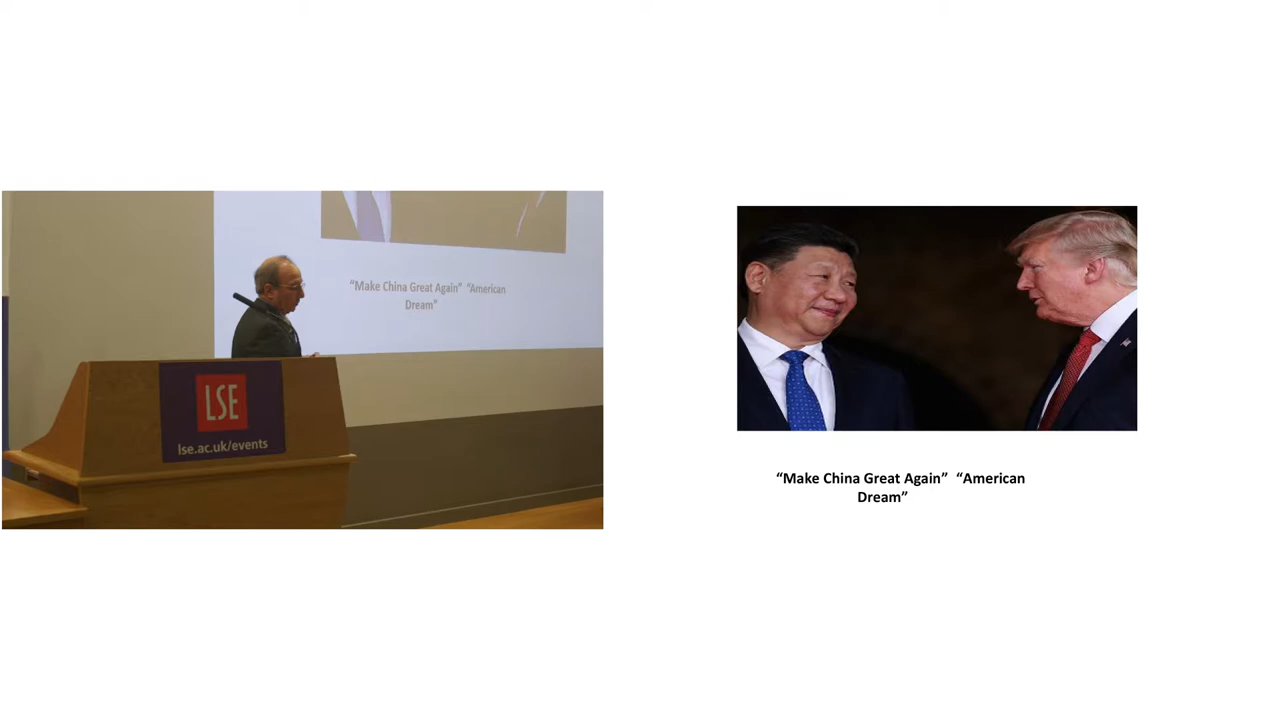 “Make China Great Again”  “American
Dream”
LSE
lse.ac.uk/events
“Make China Great Again”  “American
Dream”